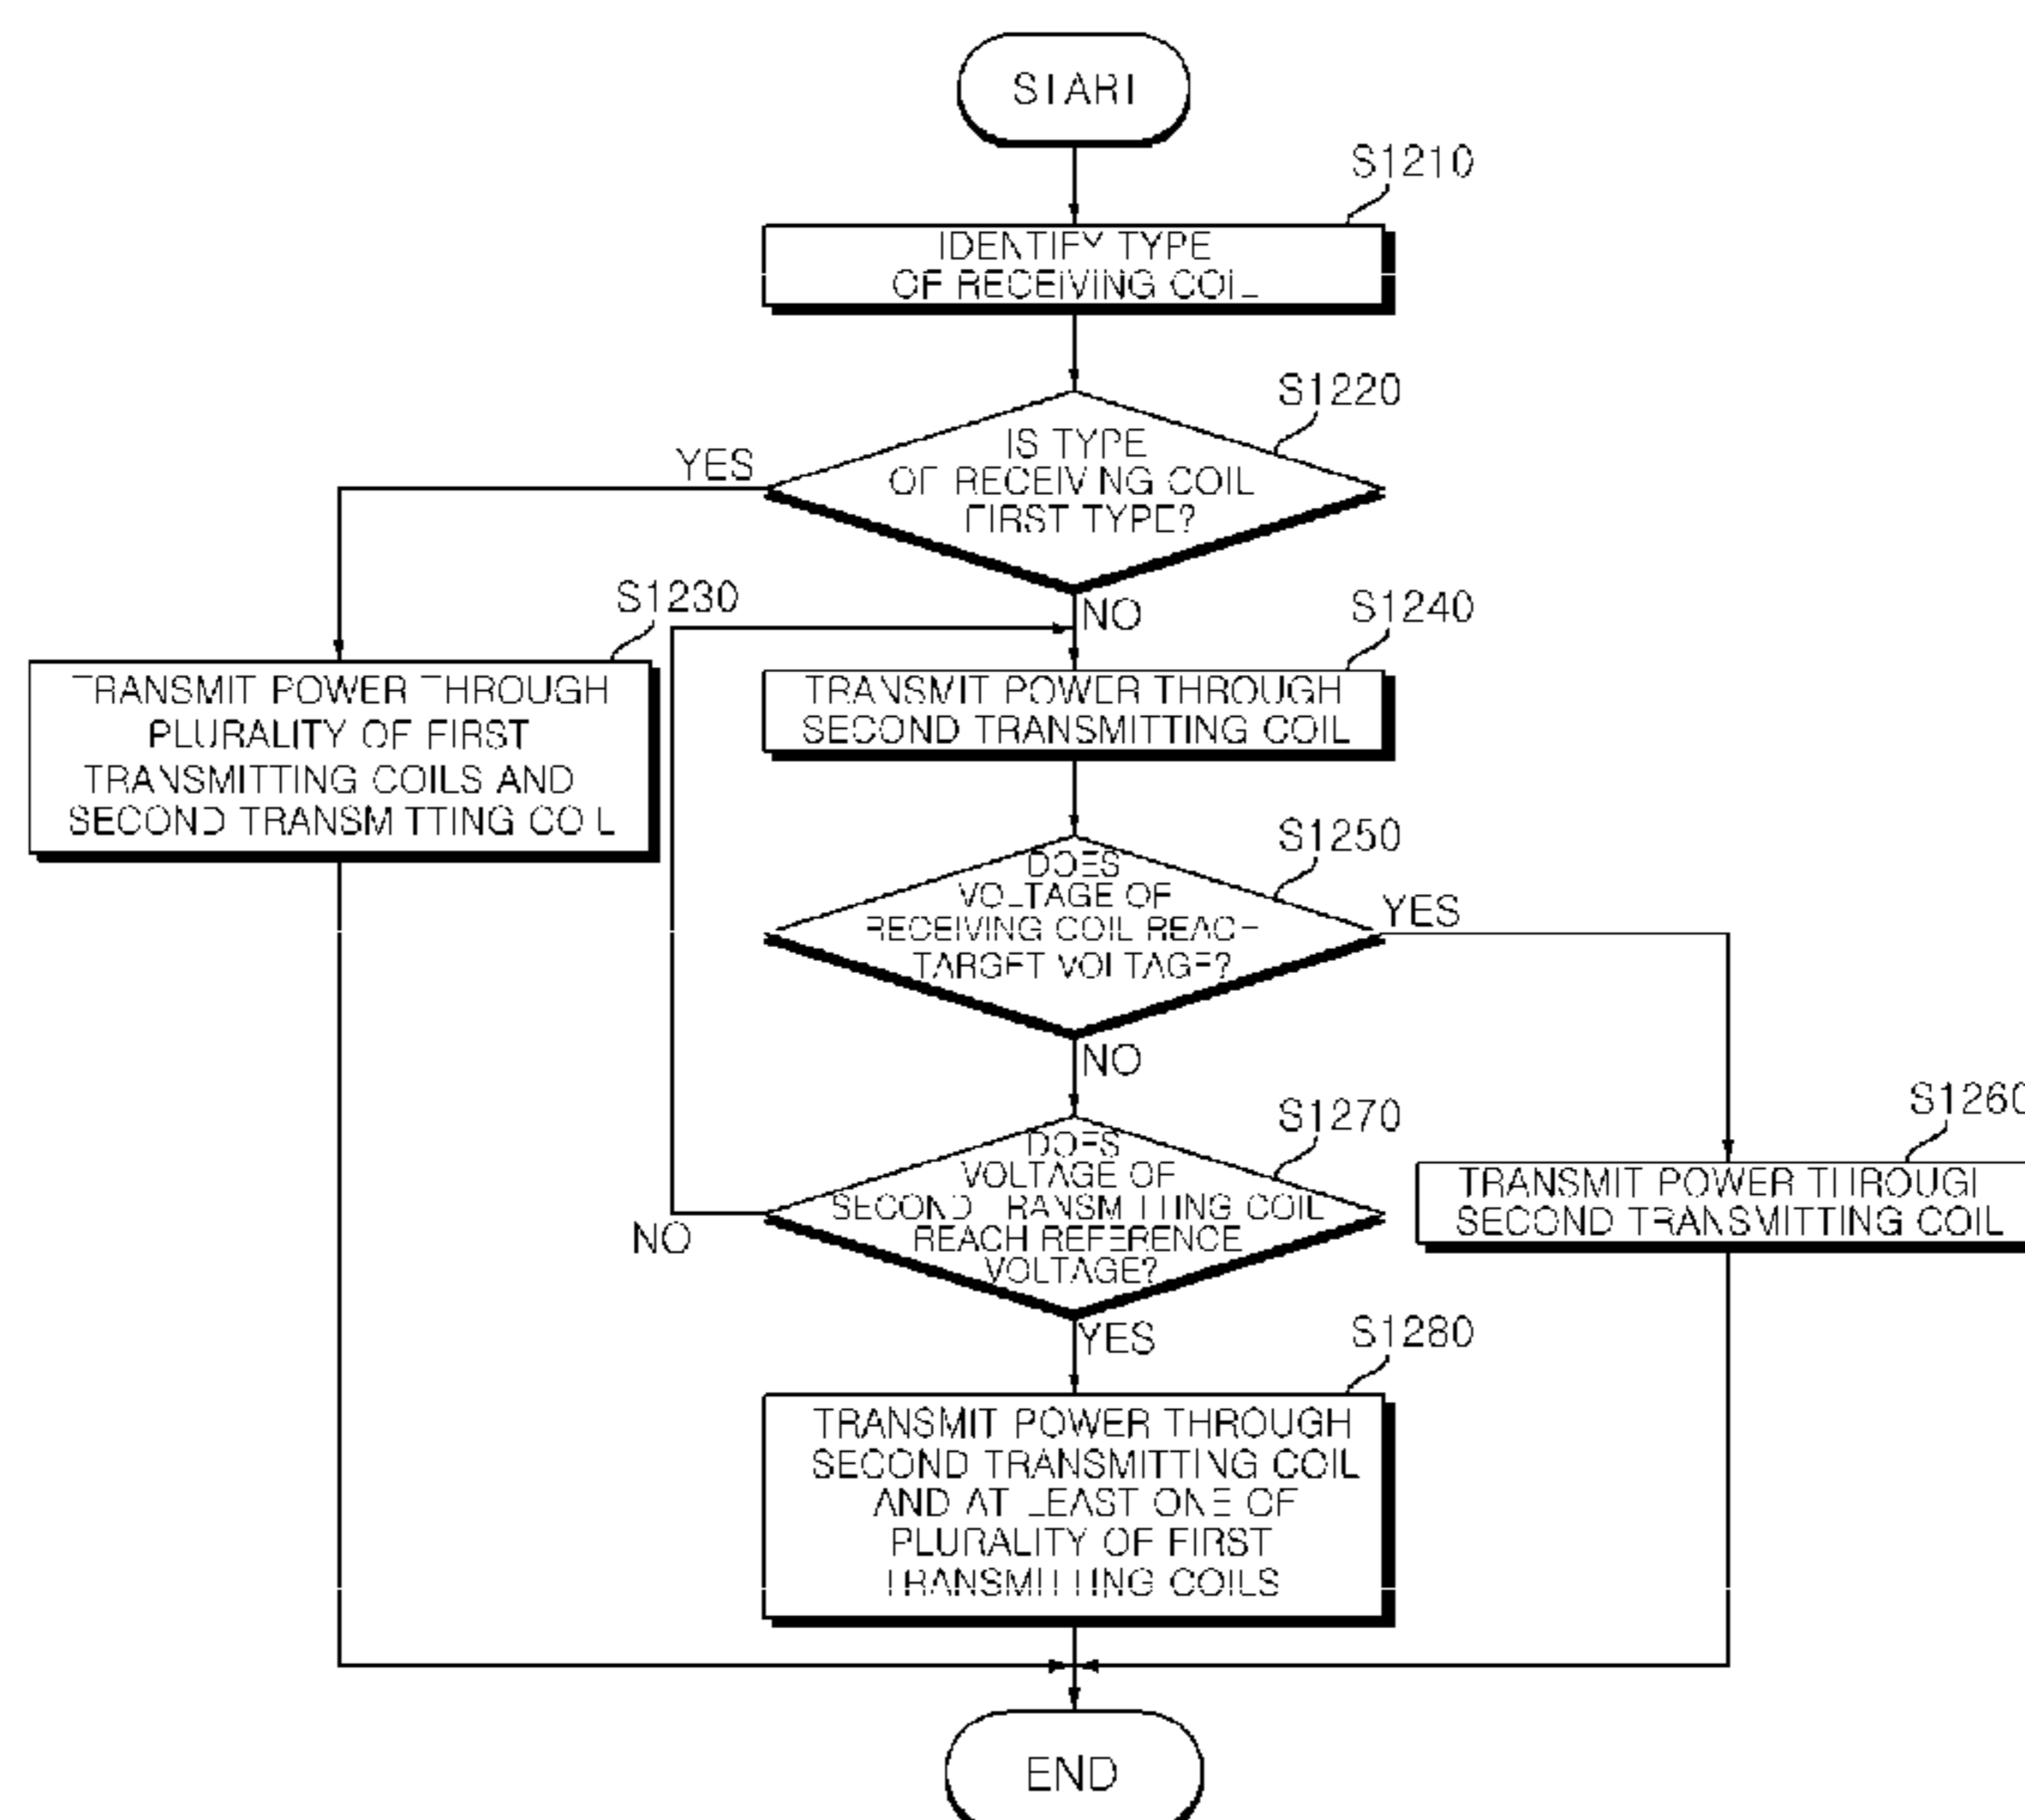 START
S1210
IDENTIFY TYPE
OF RECEIVING COIL
S1220
IS TYPE
OF RECEIVING COIL
FIRST TYPE?
YES
NO
S1230
TRANSMIT POWER THROUGH
PLURALITY OF FIRST
TRANSMITTING COILS AND
SECOND TRANSMITTING COIL
S1240
TRANSMIT POWER THROUGH
SECOND TRANSMITTING COIL
S1250
DOES
VOLTAGE OF
RECEIVING COIL REACH
TARGET VOLTAGE?
YES
NO
S1260
TRANSMIT POWER THROUGH
SECOND TRANSMITTING COIL
S1270
DOES
VOLTAGE OF
SECOND TRANSMITTING COIL
REACH REFERENCE
VOLTAGE?
NO
YES
S1280
TRANSMIT POWER THROUGH
SECOND TRANSMITTING COIL
AND AT LEAST ONE OF
PLURALITY OF FIRST
TRANSMITTING COILS
END